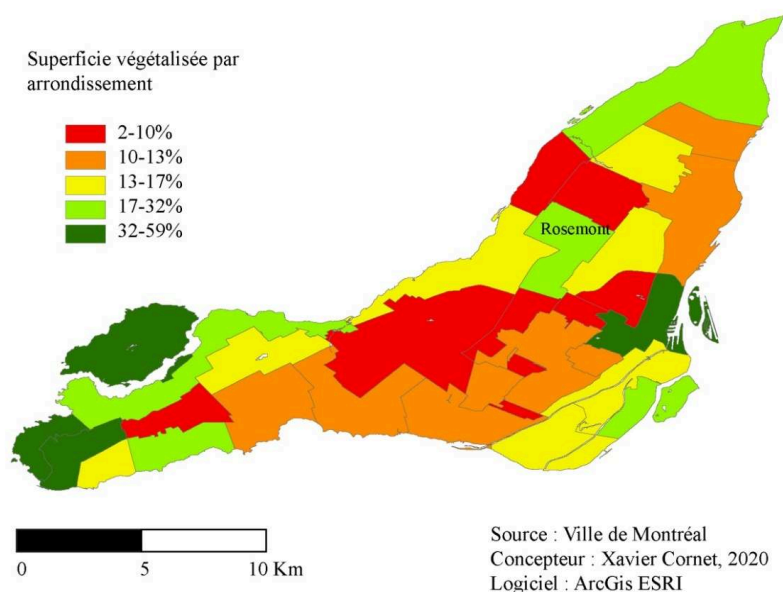 Superficie végétalisée par
arrondissement
2-10%
10-13%
13-17%
17-32%
32-59%
Rosemont
0 5 10 Km
Source : Ville de Montréal
Concepteur : Xavier Cornet, 2020
Logiciel : ArcGis ESRI